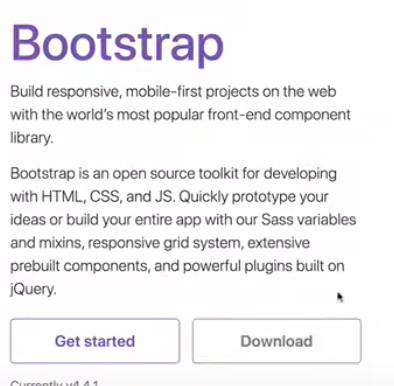 Bootstrap
Build responsive, mobile-first projects on the web
with the world's most popular front-end component
library.
Bootstrap is an open source toolkit for developing
with HTML, CSS, and JS. Quickly prototype your
ideas or build your entire app with our Sass variables
and mixins, responsive grid system, extensive
prebuilt components, and powerful plugins built on
jQuery.
Get started
Download
Currently v4.4.1